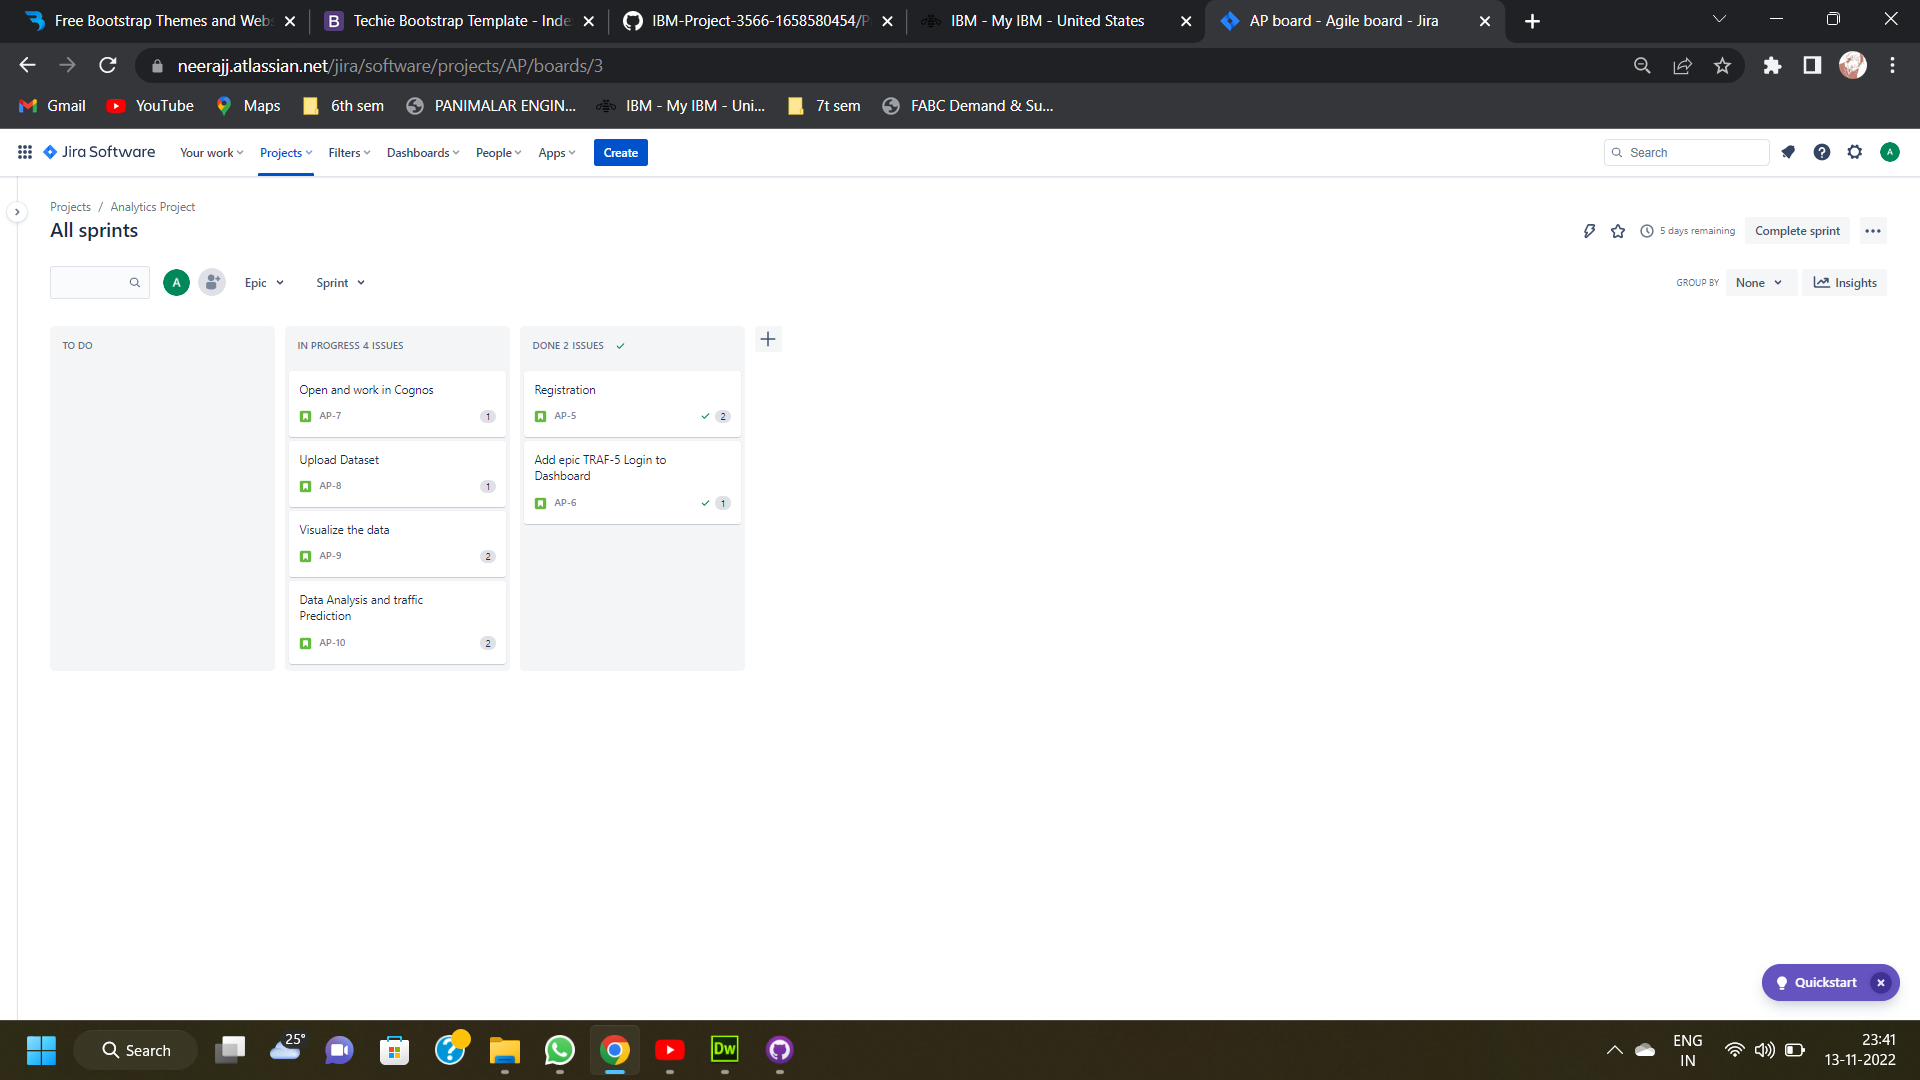 Free Bootstrap Themes and Webs
Techie Bootstrap Template - Inde
IBM-Project-3566-1658580454/P
IBM - My IBM - United States
AP board - Agile board - Jira
neerajj.atlassian.net/jira/software/projects/AP/boards/3
Gmail
YouTube
Maps
6th sem
PANIMALAR ENGIN...
IBM - My IBM - Uni...
7t sem
FABC Demand & Su...
Jira Software
Your work
Projects
Filters
Dashboards
People
Apps
Create
Search
A
Projects / Analytics Project
All sprints
5 days remaining
Complete sprint
A
Epic
Sprint
GROUP BY
None
Insights
TO DO
IN PROGRESS 4 ISSUES
Open and work in Cognos
AP-7
1
Upload Dataset
AP-8
1
Visualize the data
AP-9
2
Data Analysis and traffic
Prediction
AP-10
2
DONE 2 ISSUES
Registration
AP-5
2
Add epic TRAF-5 Login to
Dashboard
AP-6
1
Quickstart
Search
25°
Dw
ENG
IN
23:41
13-11-2022